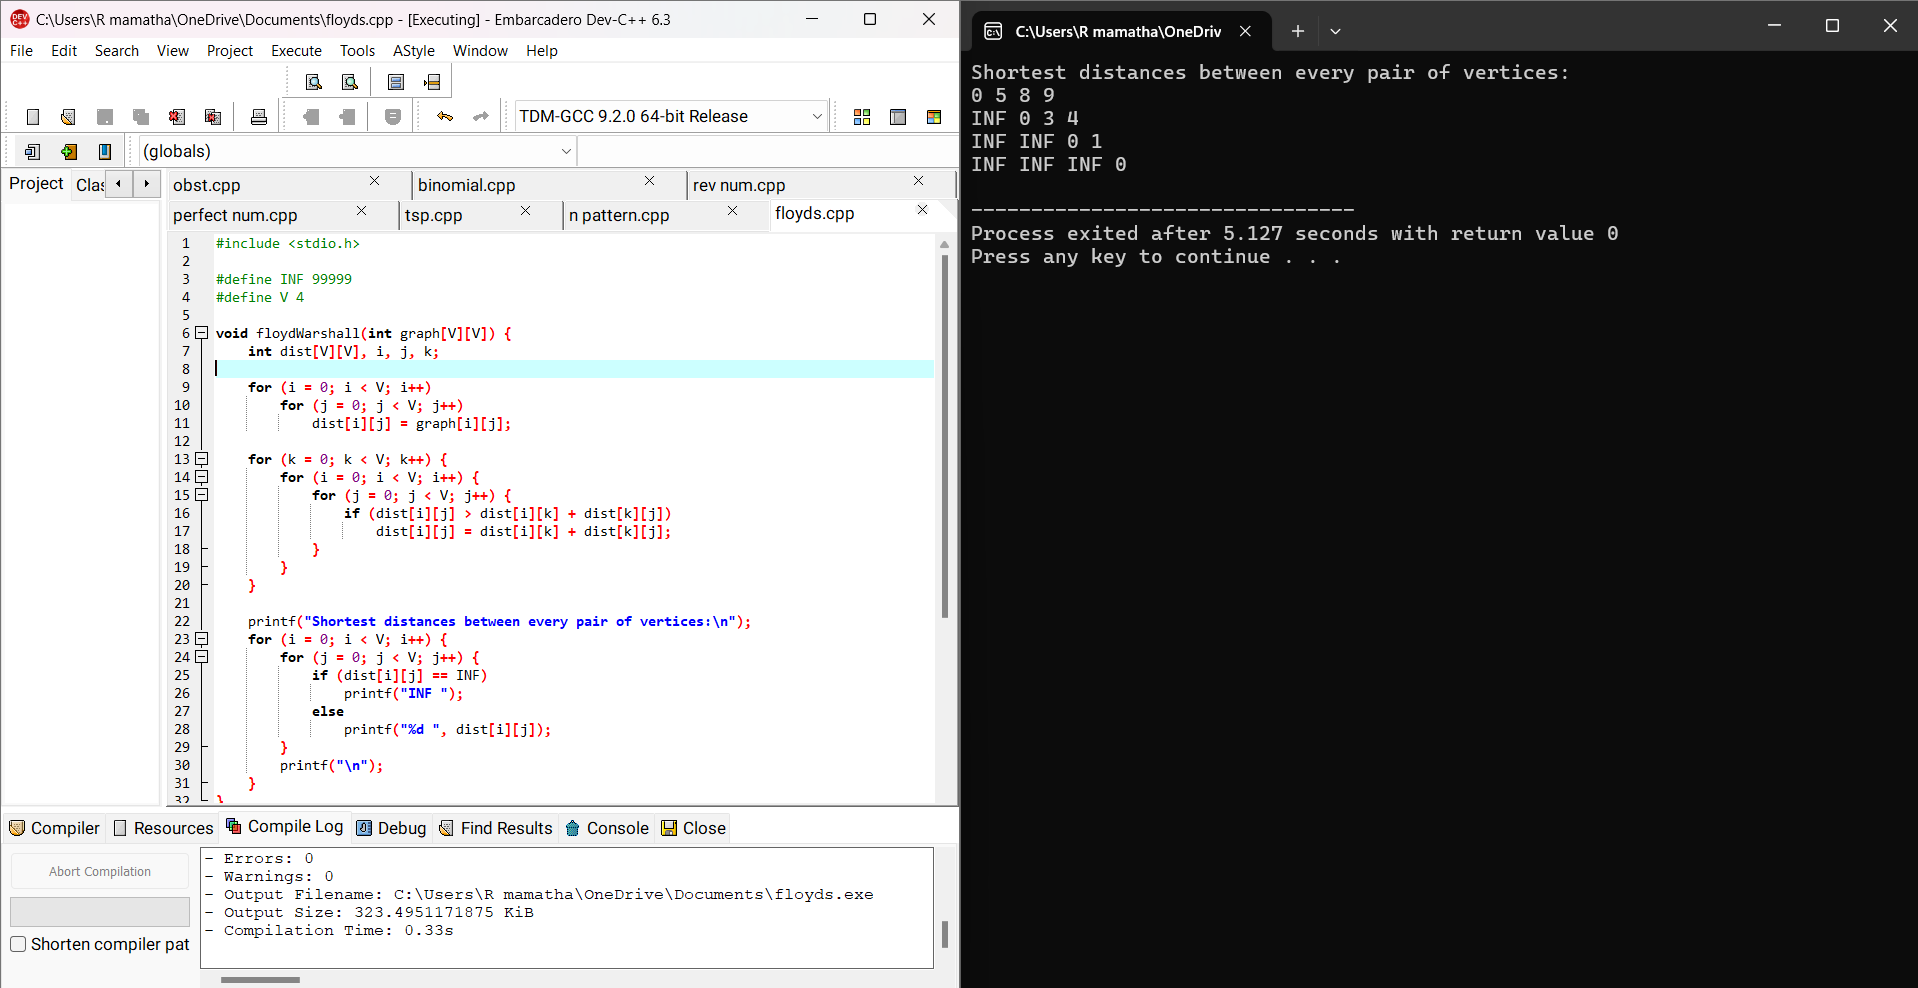 C:\Users\R mamatha\OneDrive\Documents\floyds.cpp - [Executing] - Embarcadero Dev-C++ 6.3
File Edit Search View Project Execute Tools AStyle Window Help
TDM-GCC 9.2.0 64-bit Release
(globals)
Project Clas
obst.cpp binomial.cpp rev num.cpp
perfect num.cpp tsp.cpp n pattern.cpp floyds.cpp
1 #include <stdio.h>
2
3 #define INF 99999
4 #define V 4
5
6 void floydWarshall(int graph[V][V]) {
7 int dist[V][V], i, j, k;
8
9 for (i = 0; i < V; i++)
10 for (j = 0; j < V; j++)
11 dist[i][j] = graph[i][j];
12
13 for (k = 0; k < V; k++) {
14 for (i = 0; i < V; i++) {
15 for (j = 0; j < V; j++) {
16 if (dist[i][j] > dist[i][k] + dist[k][j])
17 dist[i][j] = dist[i][k] + dist[k][j];
18 }
19 }
20 }
21
22 printf("Shortest distances between every pair of vertices:\n");
23 for (i = 0; i < V; i++) {
24 for (j = 0; j < V; j++) {
25 if (dist[i][j] == INF)
26 printf("INF ");
27 else
28 printf("%d ", dist[i][j]);
29 }
30 printf("\n");
31 }
32 }
Compiler Resources Compile Log Debug Find Results Console Close
Abort Compilation
Shorten compiler pat
- Errors: 0
- Warnings: 0
- Output Filename: C:\Users\R mamatha\OneDrive\Documents\floyds.exe
- Output Size: 323.4951171875 KiB
- Compilation Time: 0.33s
C:\Users\R mamatha\OneDriv
Shortest distances between every pair of vertices:
0 5 8 9
INF 0 3 4
INF INF 0 1
INF INF INF 0
--------------------------------
Process exited after 5.127 seconds with return value 0
Press any key to continue . . .